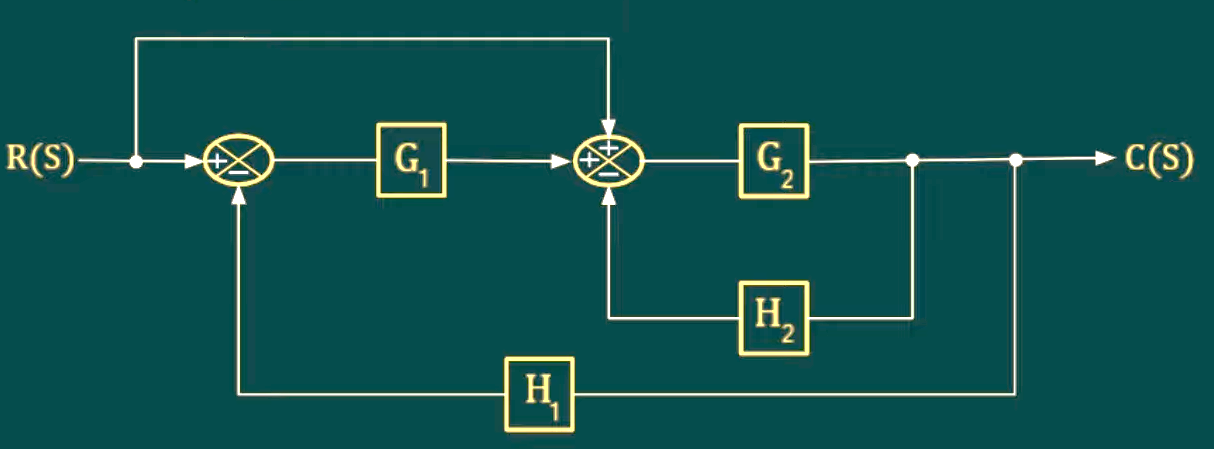 R(S)
+
−
G₁
+
+
−
G₂
C(S)
H₂
H₁